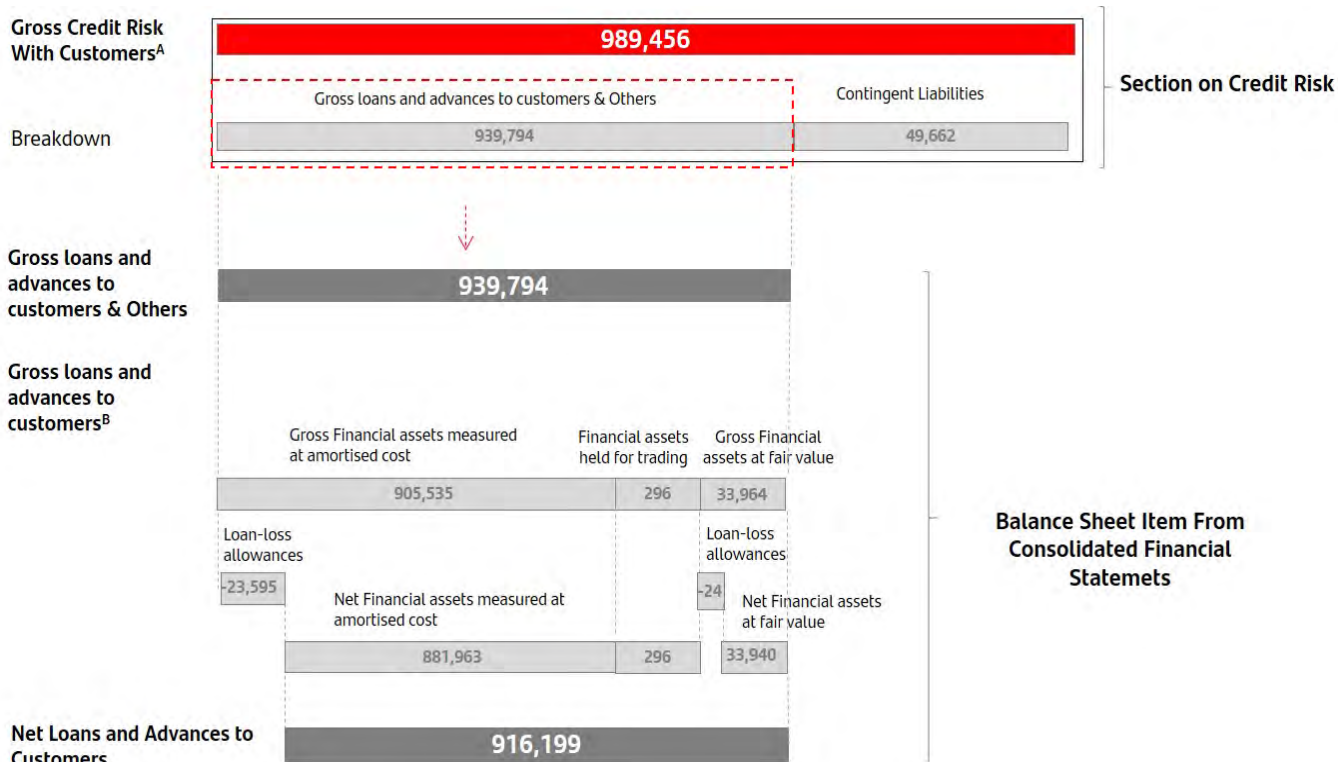 Gross Credit Risk
With Customersᴬ
989,456
Section on Credit Risk
Gross loans and advances to customers & Others
Contingent Liabilities
Breakdown
939,794
49,662
Gross loans and
advances to
customers & Others
939,794
Gross loans and
advances to
customersᴮ
Gross Financial assets measured
at amortised cost
Financial assets
held for trading
Gross Financial
assets at fair value
905,535
296
33,964
Loan-loss
allowances
-23,595
Loan-loss
allowances
-24
Net Financial assets measured at
amortised cost
Net Financial assets
at fair value
881,963
296
33,940
Balance Sheet Item From
Consolidated Financial
Statemets
Net Loans and Advances to
Customers
916,199